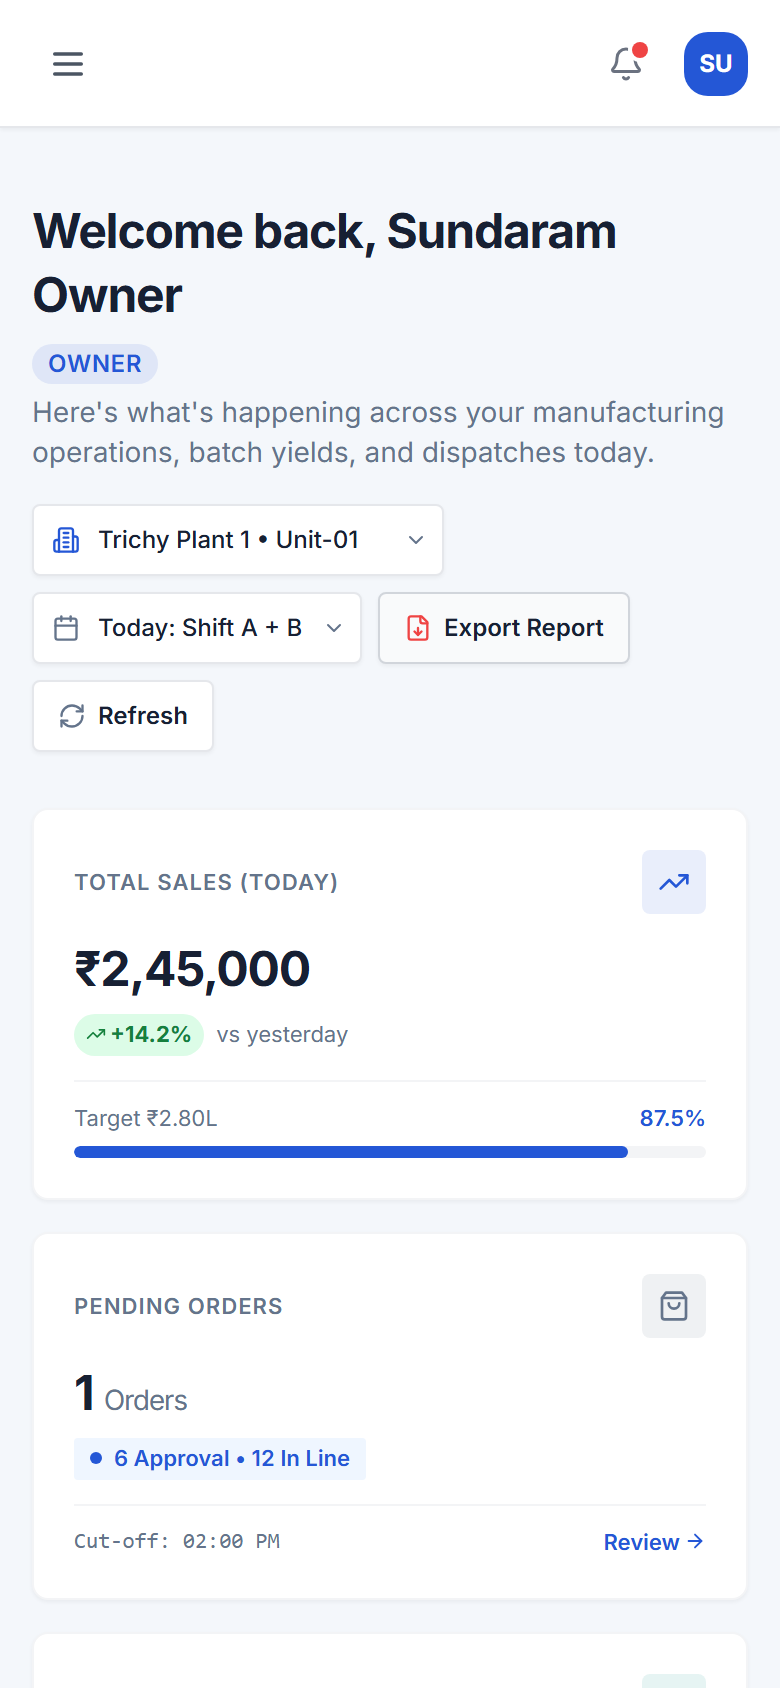 SU
Welcome back, Sundaram
Owner
OWNER
Here's what's happening across your manufacturing
operations, batch yields, and dispatches today.
Trichy Plant 1 • Unit-01
Today: Shift A + B
Export Report
Refresh
TOTAL SALES (TODAY)
₹2,45,000
+14.2% vs yesterday
Target ₹2.80L 87.5%
PENDING ORDERS
1 Orders
6 Approval • 12 In Line
Cut-off: 02:00 PM Review →